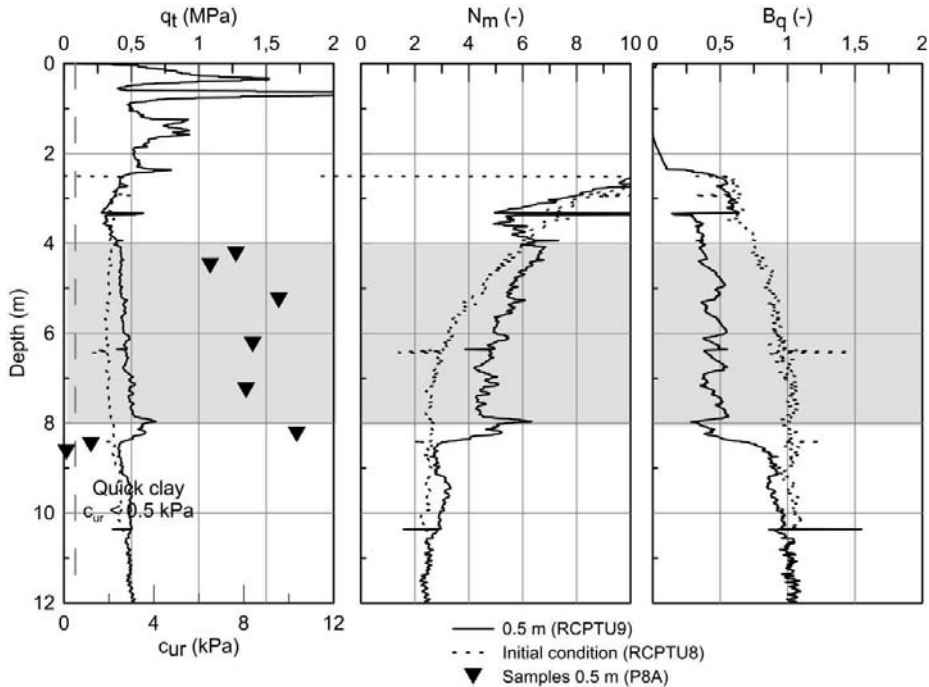 q_t (MPa)
N_m (-)
B_q (-)
0 0,5 1 1,5 2
0 2 4 6 8 10
0 0,5 1 1,5 2
0
2
4
6
8
10
12
Depth (m)
Quick clay
c_ur < 0.5 kPa
0 4 8 12
c_ur (kPa)
0.5 m (RCPTU9)
Initial condition (RCPTU8)
Samples 0.5 m (P8A)